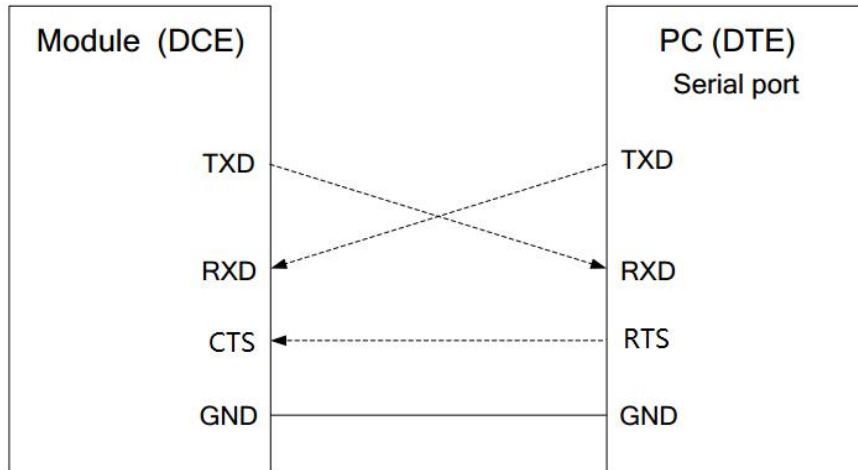 Module (DCE)
TXD
RXD
CTS
GND
PC (DTE)
Serial port
TXD
RXD
RTS
GND